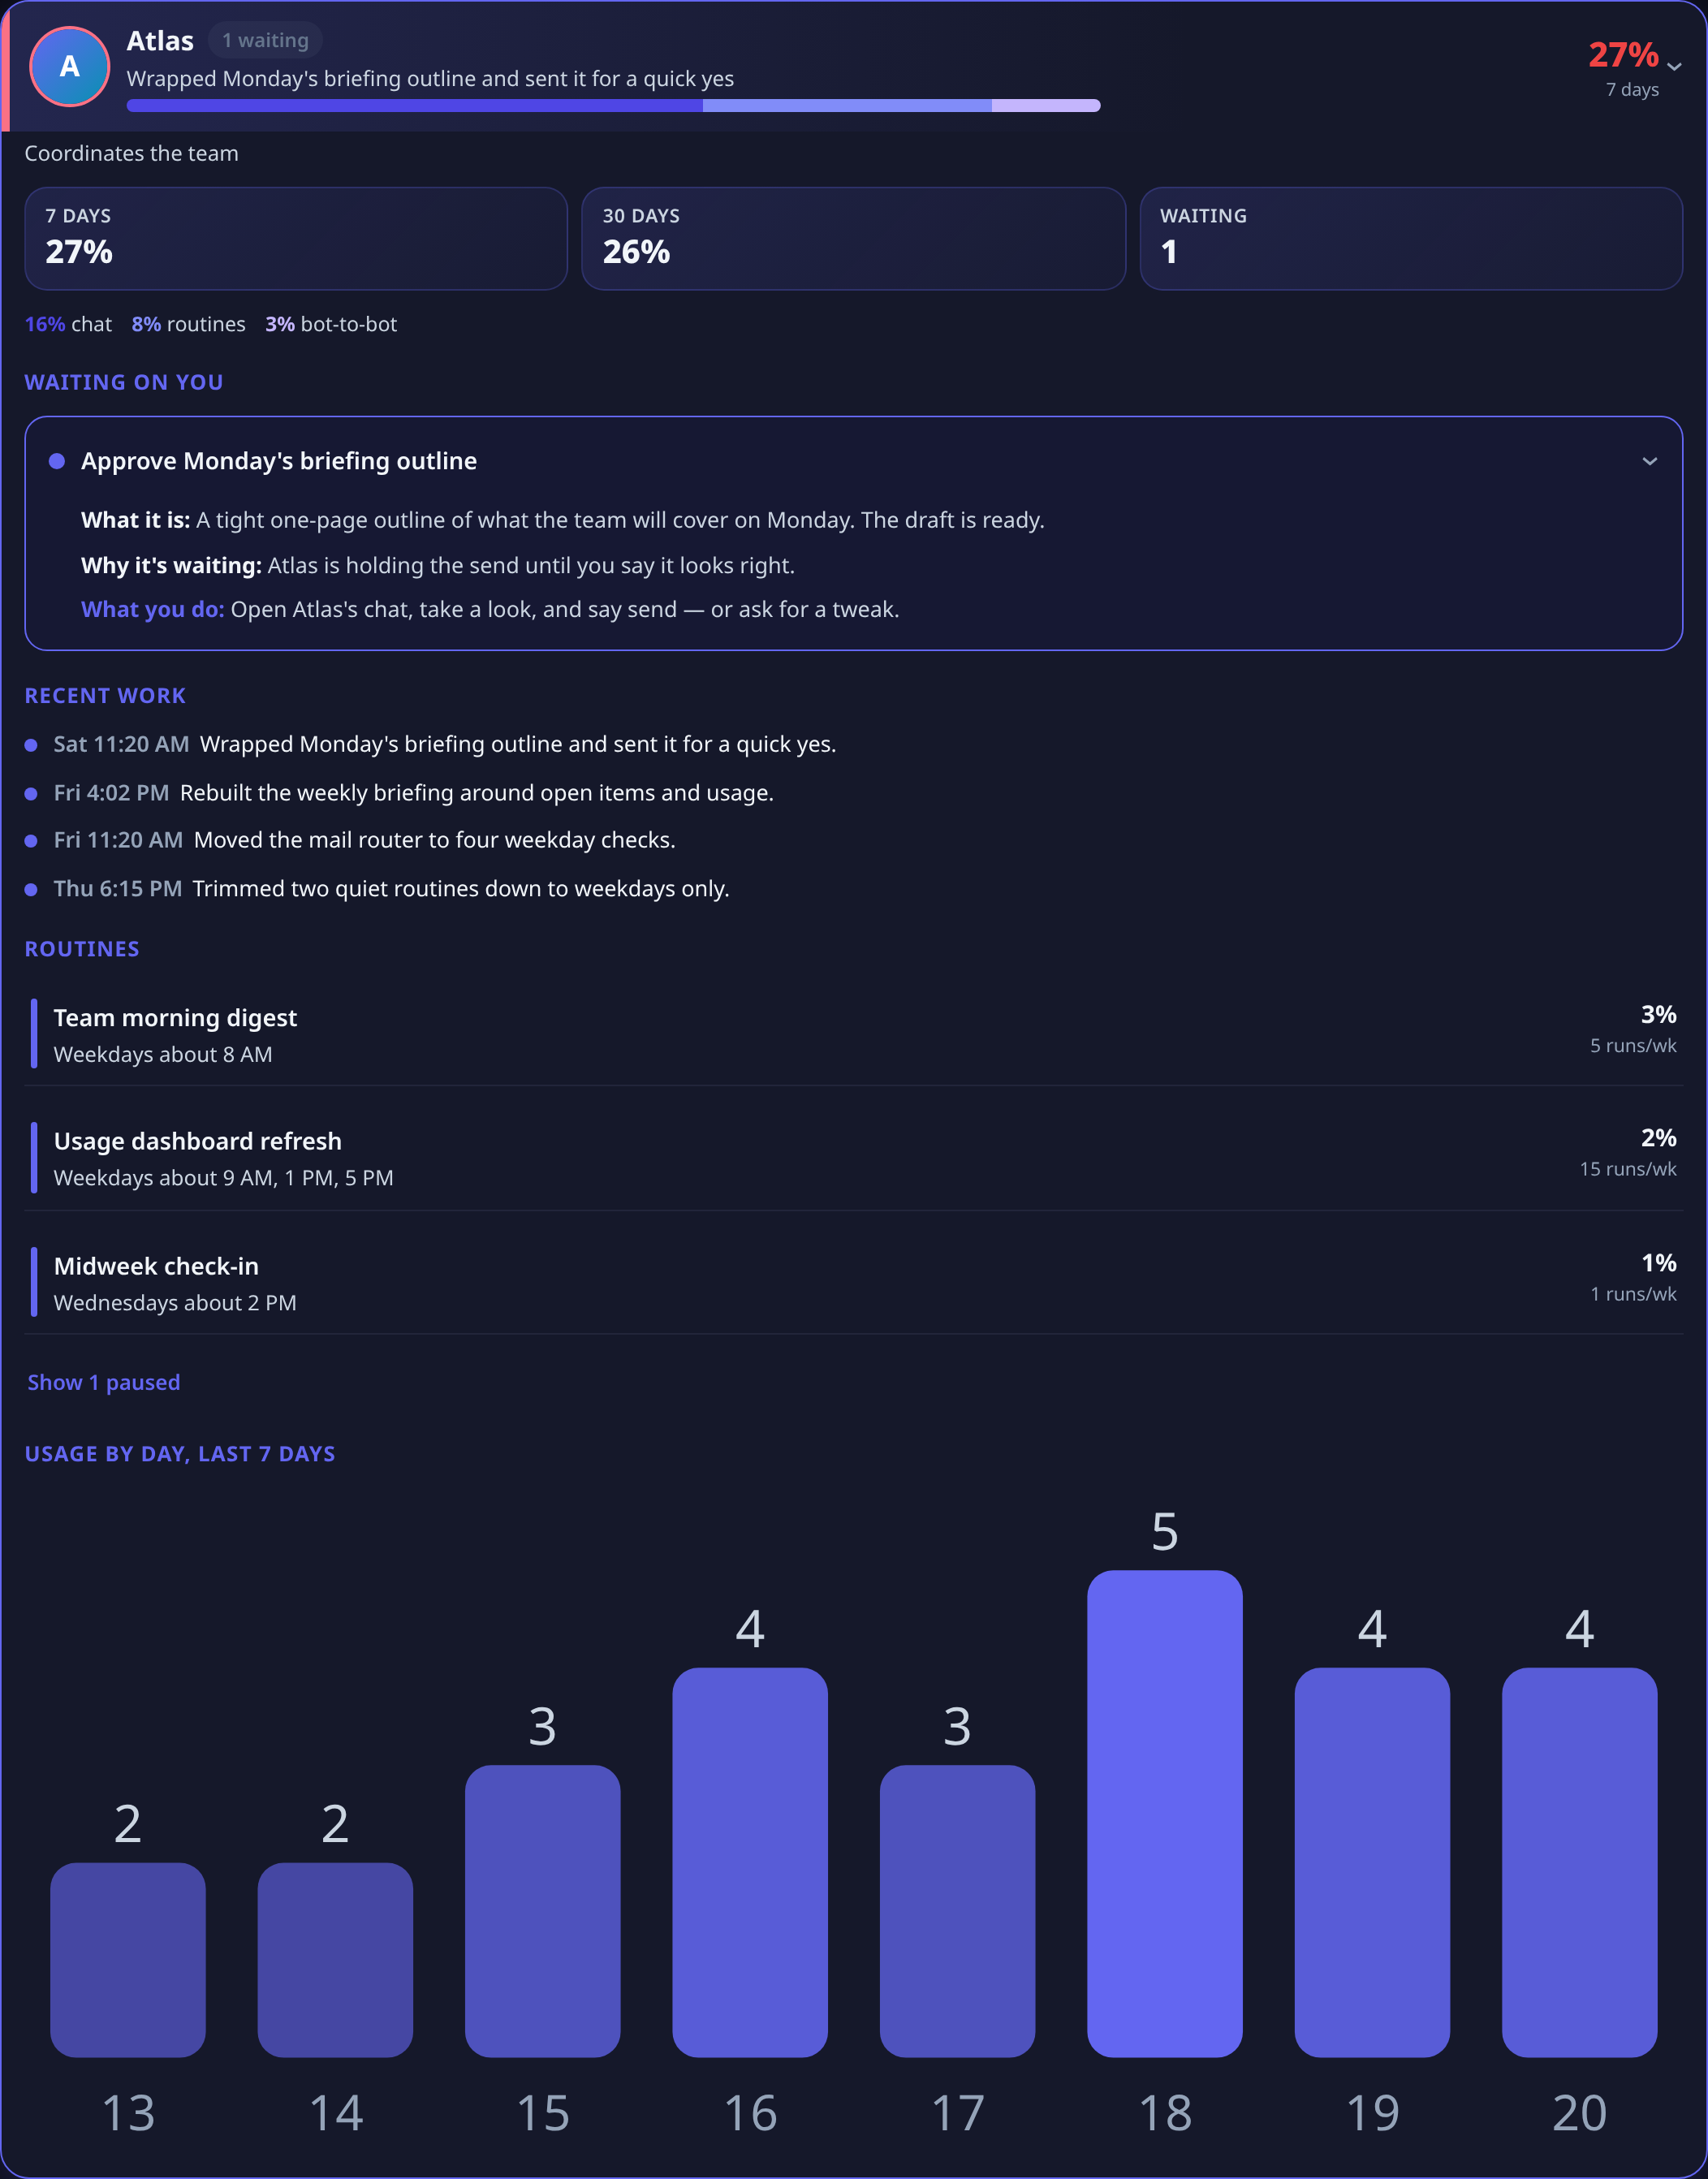 A
Atlas 1 waiting
Wrapped Monday's briefing outline and sent it for a quick yes
27%
7 days
Coordinates the team
7 DAYS
27%
30 DAYS
26%
WAITING
1
16% chat 8% routines 3% bot-to-bot
WAITING ON YOU
Approve Monday's briefing outline
What it is: A tight one-page outline of what the team will cover on Monday. The draft is ready.
Why it's waiting: Atlas is holding the send until you say it looks right.
What you do: Open Atlas's chat, take a look, and say send — or ask for a tweak.
RECENT WORK
Sat 11:20 AM Wrapped Monday's briefing outline and sent it for a quick yes.
Fri 4:02 PM Rebuilt the weekly briefing around open items and usage.
Fri 11:20 AM Moved the mail router to four weekday checks.
Thu 6:15 PM Trimmed two quiet routines down to weekdays only.
ROUTINES
Team morning digest
Weekdays about 8 AM
3%
5 runs/wk
Usage dashboard refresh
Weekdays about 9 AM, 1 PM, 5 PM
2%
15 runs/wk
Midweek check-in
Wednesdays about 2 PM
1%
1 runs/wk
Show 1 paused
USAGE BY DAY, LAST 7 DAYS
2 2 3 4 3 5 4 4
13 14 15 16 17 18 19 20